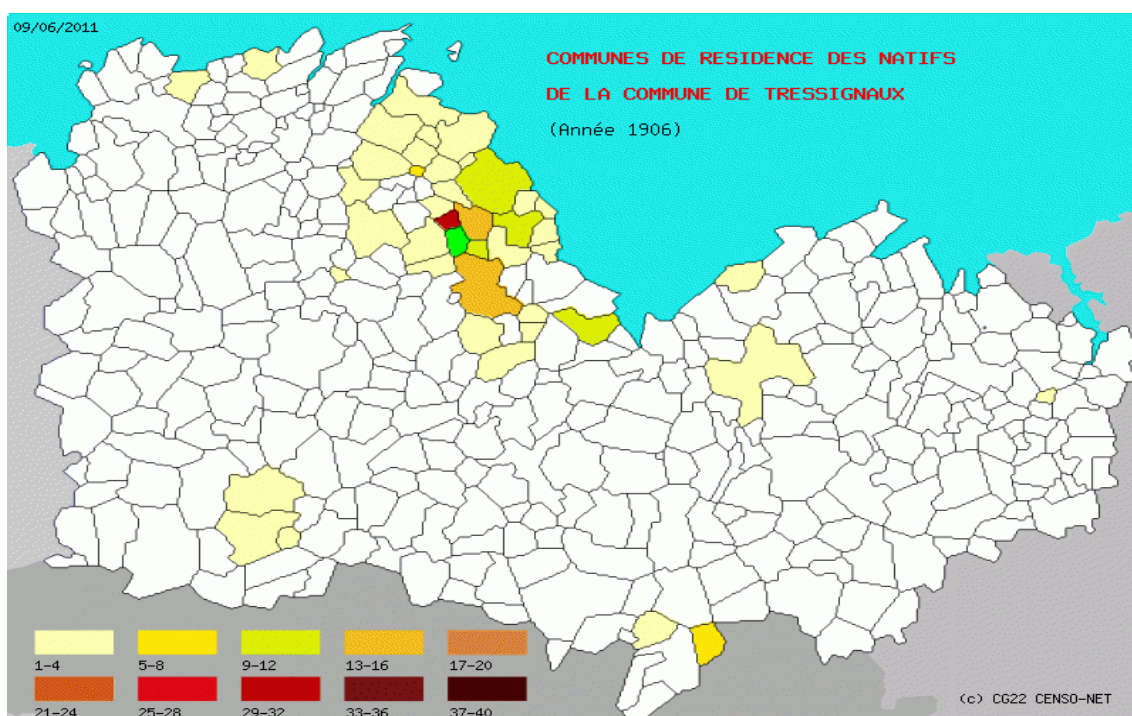 09/06/2011
COMMUNES DE RESIDENCE DES NATIFS
DE LA COMMUNE DE TRESSIGNAUX
(Année 1906)
1-4
5-8
9-12
13-16
17-20
21-24
25-28
29-32
33-36
37-40
(c) CG22 CENSO-NET